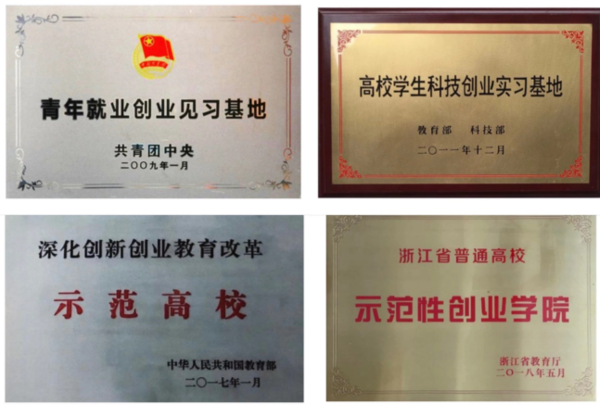 青年就业创业见习基地
共青团中央
二〇〇九年一月
高校学生科技创业实习基地
教育部 科技部
二〇一一年十二月
深化创新创业教育改革
示范高校
中华人民共和国教育部
二〇一七年一月
浙江省普通高校
示范性创业学院
浙江省教育厅
二〇一八年五月